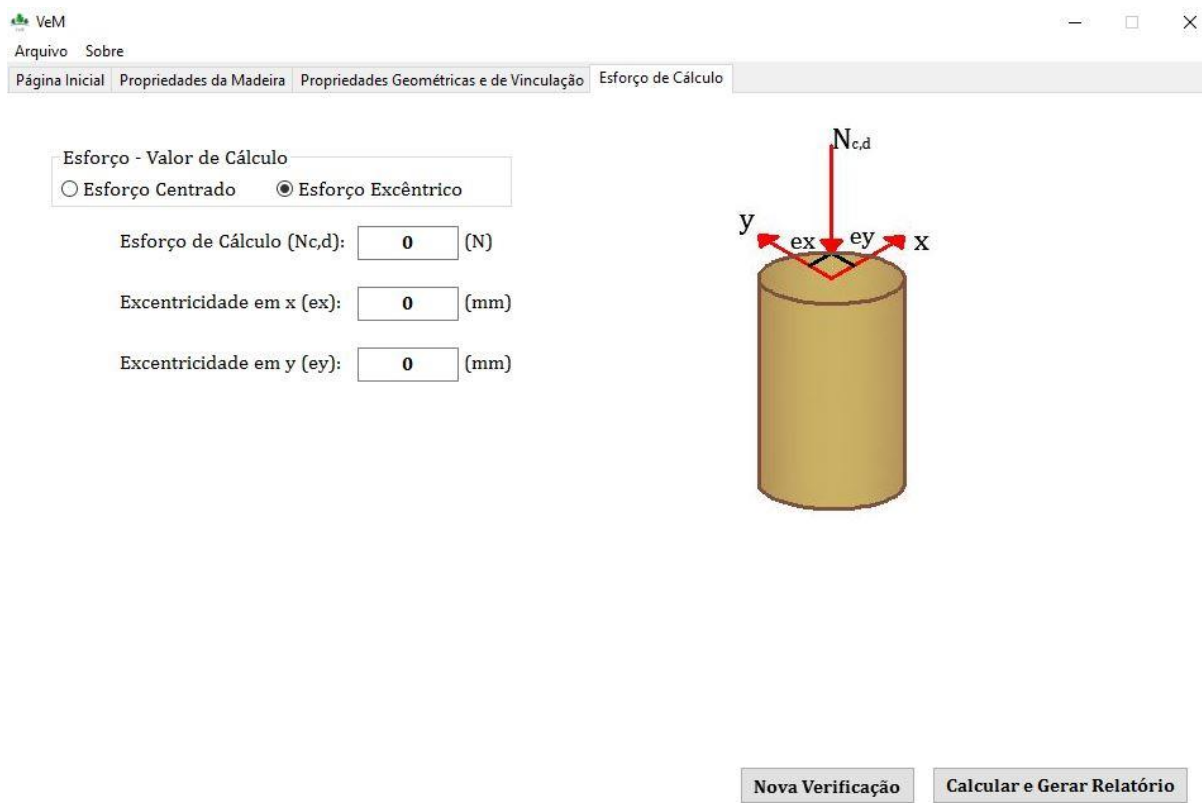 VeM
Arquivo Sobre
Página Inicial Propriedades da Madeira Propriedades Geométricas e de Vinculação Esforço de Cálculo
Esforço - Valor de Cálculo
Esforço Centrado Esforço Excêntrico
Esforço de Cálculo (Nc,d): 0 (N)
Excentricidade em x (ex): 0 (mm)
Excentricidade em y (ey): 0 (mm)
Nc,d
y ex ey x
Nova Verificação Calcular e Gerar Relatório